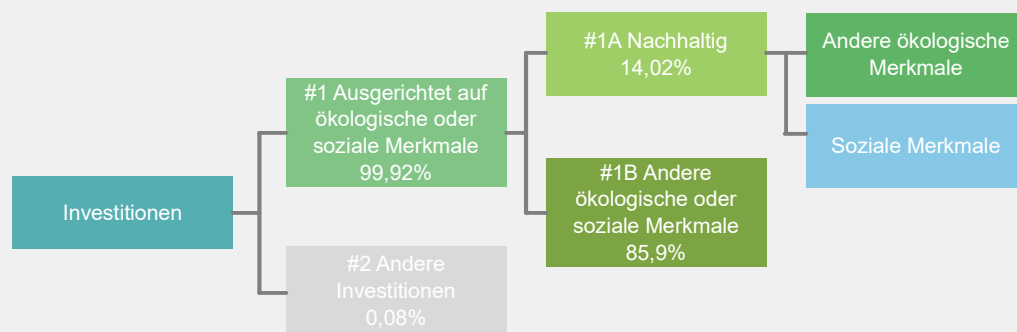 Investitionen
#1 Ausgerichtet auf
ökologische oder
soziale Merkmale
99,92%
#2 Andere
Investitionen
0,08%
#1A Nachhaltig
14,02%
#1B Andere
ökologische oder
soziale Merkmale
85,9%
Andere ökologische
Merkmale
Soziale Merkmale